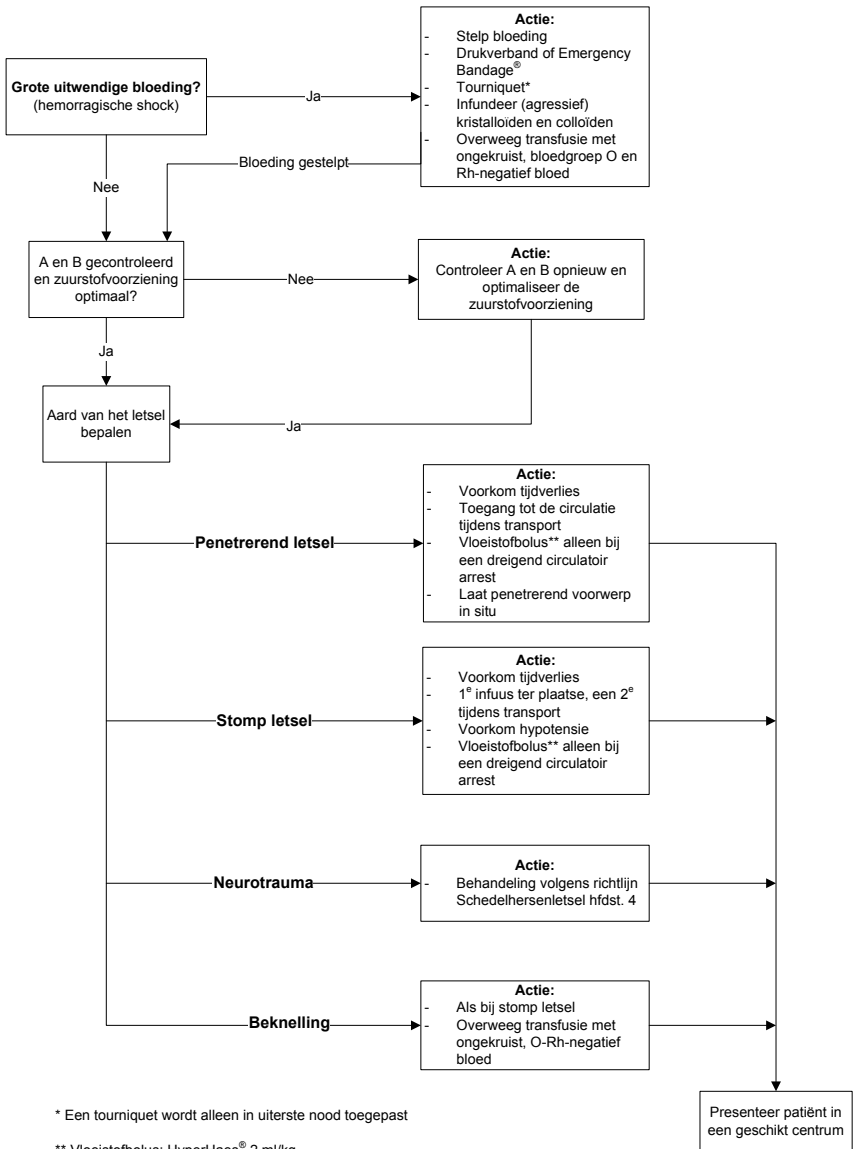 Grote uitwendige bloeding?
(hemorragische shock)
Ja
Actie:
- Stelp bloeding
- Drukverband of Emergency
Bandage®
- Tourniquet*
- Infundeer (agressief)
kristalloïden en colloïden
- Overweeg transfusie met
ongekruist, bloedgroep O en
Rh-negatief bloed
Bloeding gestelpt
Nee
A en B gecontroleerd
en zuurstofvoorziening
optimaal?
Nee
Actie:
Controleer A en B opnieuw en
optimaliseer de
zuurstofvoorziening
Ja
Aard van het letsel
bepalen
Ja
Penetrerend letsel
Actie:
- Voorkom tijdverlies
- Toegang tot de circulatie
tijdens transport
- Vloeistofbolus** alleen bij
een dreigend circulatoir
arrest
- Laat penetrerend voorwerp
in situ
Stomp letsel
Actie:
- Voorkom tijdverlies
- 1e infuus ter plaatse, een 2e
tijdens transport
- Voorkom hypotensie
- Vloeistofbolus** alleen bij
een dreigend circulatoir
arrest
Neurotrauma
Actie:
- Behandeling volgens richtlijn
Schedelhersenletsel hfdst. 4
Beknelling
Actie:
- Als bij stomp letsel
- Overweeg transfusie met
ongekruist, O-Rh-negatief
bloed
* Een tourniquet wordt alleen in uiterste nood toegepast
Presenteer patiënt in
een geschikt centrum
** Vloeistofbolus: HyperHaes® 2 ml/kg